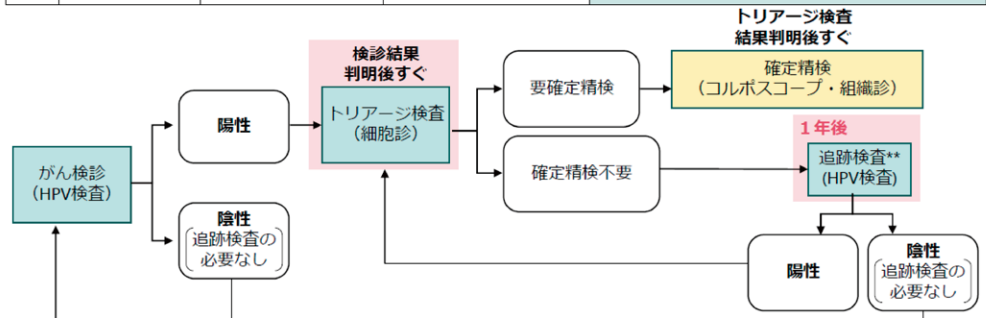 トリアージ検査
結果判明後すぐ
検診結果
判明後すぐ
確定精検
（コルポスコープ・組織診）
要確定精検
陽性
トリアージ検査
（細胞診）
１年後
がん検診
（HPV検査）
確定精検不要
追跡検査**
(HPV検査)
陰性
追跡検査の
必要なし
陽性
陰性
追跡検査の
必要なし